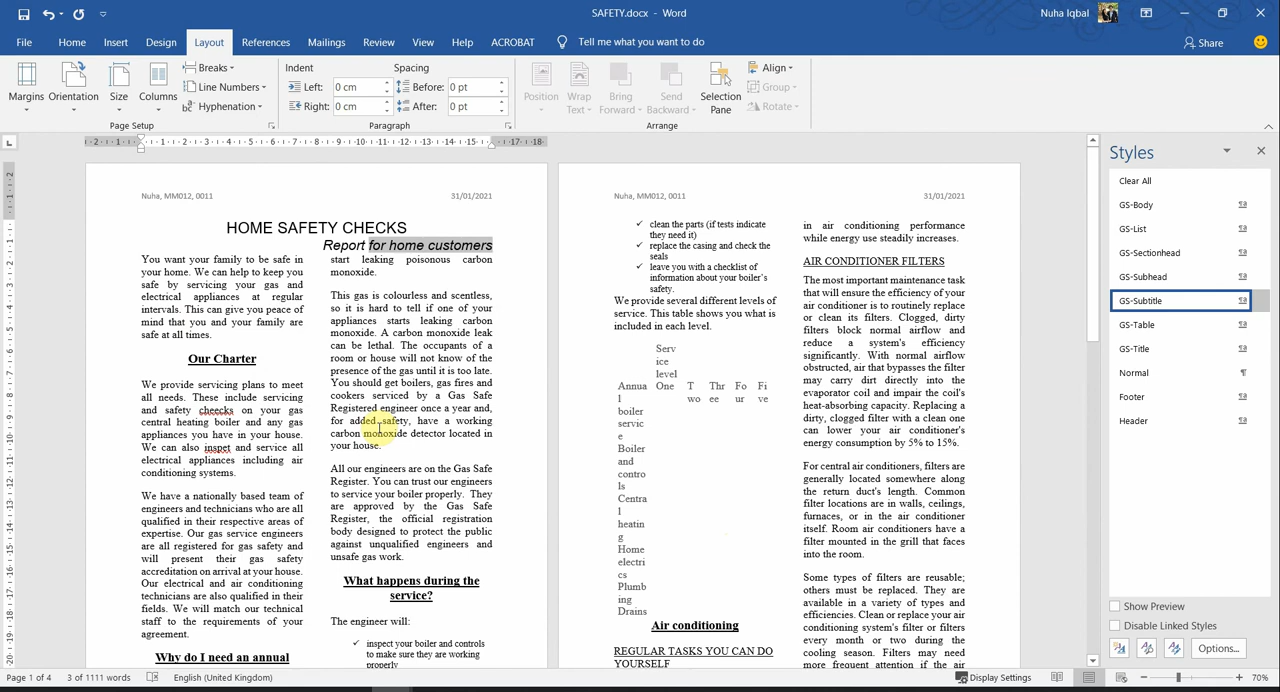 SAFETY.docx - Word
Nuha Iqbal
File Home Insert Design Layout References Mailings Review View Help ACROBAT Tell me what you want to do Share
Margins Orientation Size Columns
Breaks
Line Numbers
Hyphenation
Page Setup
Indent Spacing
Left: 0 cm Before: 0 pt
Right: 0 cm After: 0 pt
Paragraph
Position Wrap Text Bring Forward Send Backward Selection Pane
Align
Group
Rotate
Arrange
Nuha, MM012, 0011 31/01/2021
HOME SAFETY CHECKS
Report for home customers
You want your family to be safe in
your home. We can help to keep you
safe by servicing your gas and
electrical appliances at regular
intervals. This can give you peace of
mind that you and your family are
safe at all times.
Our Charter
We provide servicing plans to meet
all needs. These include servicing
and safety cheecks on your gas
central heating boiler and any gas
appliances you have in your house.
We can also inspet and service all
electrical appliances including air
conditioning systems.
We have a nationally based team of
engineers and technicians who are all
qualified in their respective areas of
expertise. Our gas service engineers
are all registered for gas safety and
will present their gas safety
accreditation on arrival at your house.
Our electrical and air conditioning
technicians are also qualified in their
fields. We will match our technical
staff to the requirements of your
agreement.
Why do I need an annual
start leaking poisonous carbon
monoxide.
This gas is colourless and scentless,
so it is hard to tell if one of your
appliances starts leaking carbon
monoxide. A carbon monoxide leak
can be lethal. The occupants of a
room or house will not know of the
presence of the gas until it is too late.
You should get boilers, gas fires and
cookers serviced by a Gas Safe
Registered engineer once a year and,
for added safety, have a working
carbon monoxide detector located in
your house.
All our engineers are on the Gas Safe
Register. You can trust our engineers
to service your boiler properly. They
are approved by the Gas Safe
Register, the official registration
body designed to protect the public
against unqualified engineers and
unsafe gas work.
What happens during the
service?
The engineer will:
✓ inspect your boiler and controls
to make sure they are working
properly
Nuha, MM012, 0011 31/01/2021
✓ clean the parts (if tests indicate
they need it)
✓ replace the casing and check the
seals
✓ leave you with a checklist of
information about your boiler's
safety.
We provide several different levels of
service. This table shows you what is
included in each level.
Serv
ice
level
Annua One T Thr Fo Fi
l wo ee ur ve
boiler
servic
e
Boiler
and
contro
ls
Centra
l
heatin
g
Home
electri
cs
Plumb
ing
Drains
Air conditioning
REGULAR TASKS YOU CAN DO
YOURSELF
in air conditioning performance
while energy use steadily increases.
AIR CONDITIONER FILTERS
The most important maintenance task
that will ensure the efficiency of your
air conditioner is to routinely replace
or clean its filters. Clogged, dirty
filters block normal airflow and
reduce a system's efficiency
significantly. With normal airflow
obstructed, air that bypasses the filter
may carry dirt directly into the
evaporator coil and impair the coil's
heat-absorbing capacity. Replacing a
dirty, clogged filter with a clean one
can lower your air conditioner's
energy consumption by 5% to 15%.
For central air conditioners, filters are
generally located somewhere along
the return duct's length. Common
filter locations are in walls, ceilings,
furnaces, or in the air conditioner
itself. Room air conditioners have a
filter mounted in the grill that faces
into the room.
Some types of filters are reusable;
others must be replaced. They are
available in a variety of types and
efficiencies. Clean or replace your air
conditioning system's filter or filters
every month or two during the
cooling season. Filters may need
more frequent attention if the air
Styles
Clear All
GS-Body
GS-List
GS-Sectionhead
GS-Subhead
GS-Subtitle
GS-Table
GS-Title
Normal
Footer
Header
Show Preview
Disable Linked Styles
Options...
Page 1 of 4 3 of 1111 words English (United Kingdom) Display Settings 70%